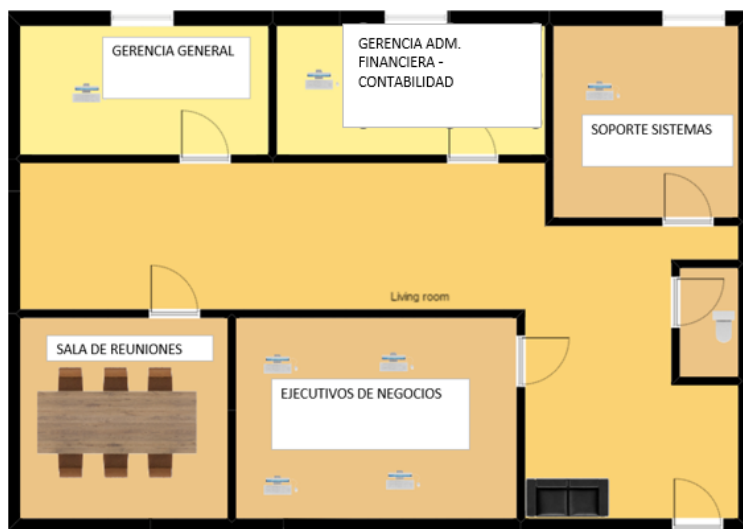 GERENCIA GENERAL
GERENCIA ADM.
FINANCIERA -
CONTABILIDAD
SOPORTE SISTEMAS
Living room
SALA DE REUNIONES
EJECUTIVOS DE NEGOCIOS